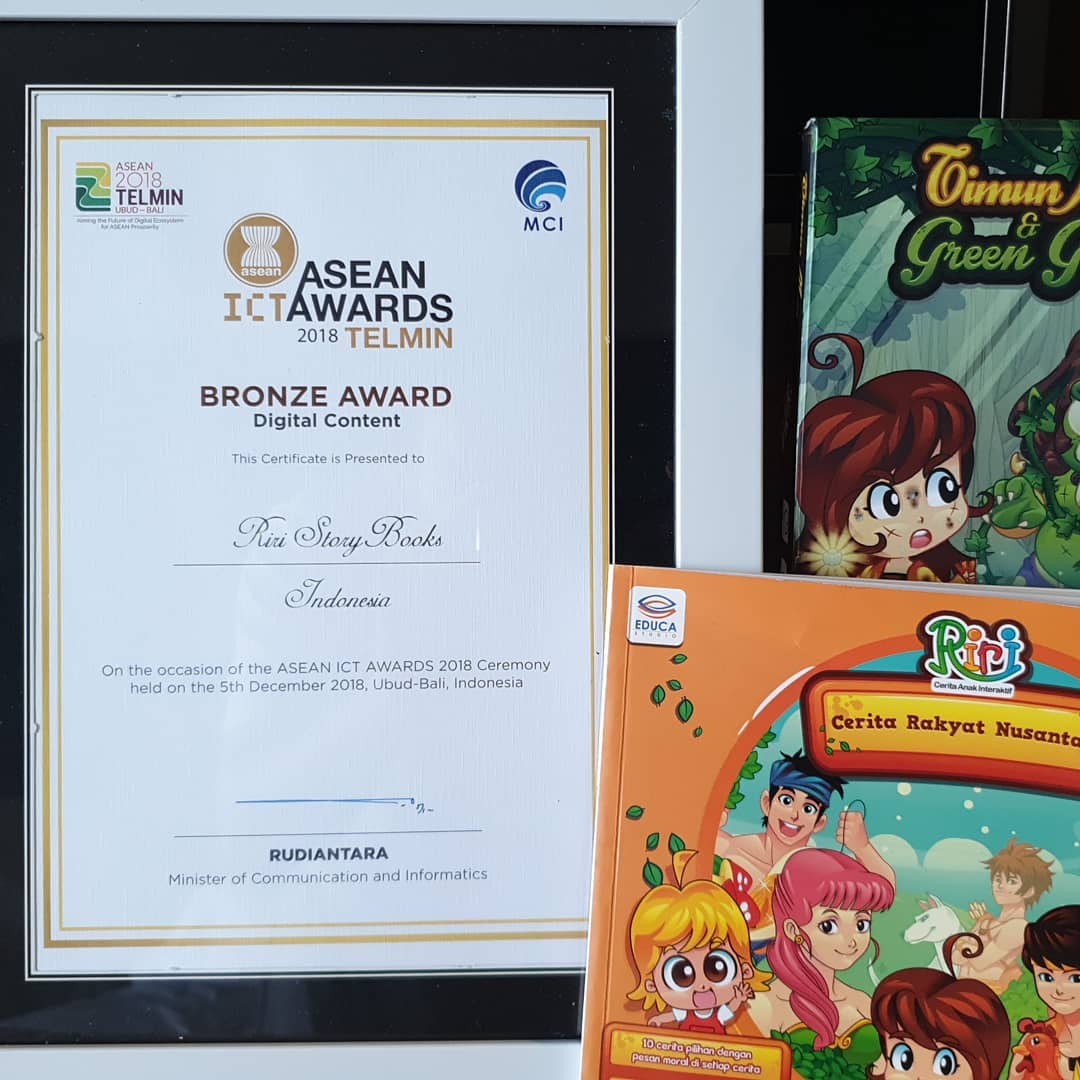 ASEAN
2018
TELMIN
UBUD – BALI
for ASEAN Prosperity
MCI
asean
ASEAN
ICT AWARDS
2018 TELMIN
BRONZE AWARD
Digital Content
This Certificate is Presented to
Riri Story Books
Indonesia
On the occasion of the ASEAN ICT AWARDS 2018 Ceremony
held on the 5th December 2018, Ubud-Bali, Indonesia
RUDIANTARA
Minister of Communication and Informatics
Timun
&
Green G
EDUCA
STUDIO
Riri
Cerita Anak Interaktif
Cerita Rakyat Nusanta
10 cerita pilihan dengan
pesan moral di setiap cerita